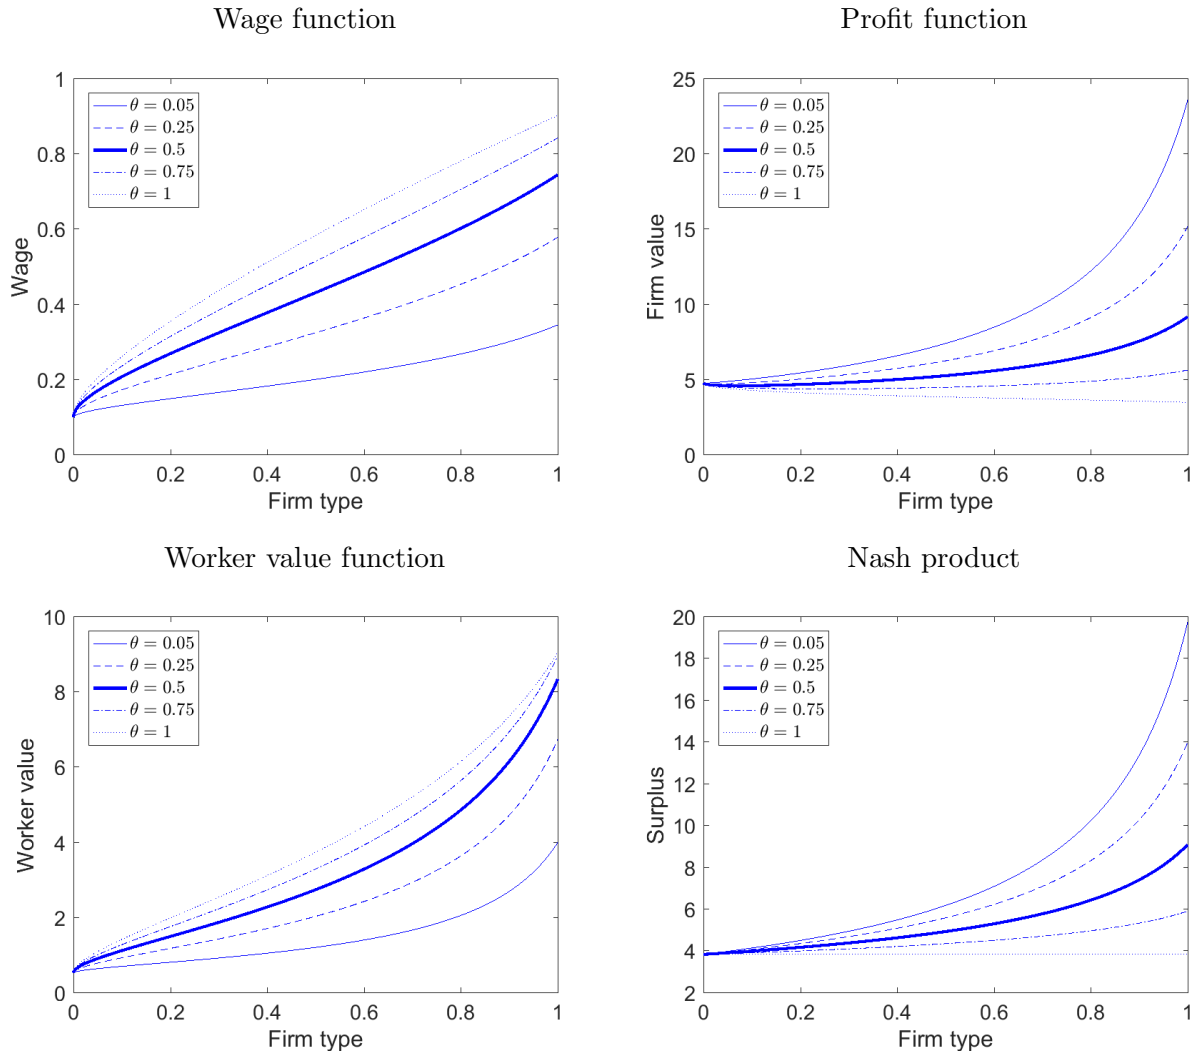 Wage function
1
0.8
0.6
0.4
0.2
0
Wage
θ = 0.05
θ = 0.25
θ = 0.5
θ = 0.75
θ = 1
0 0.2 0.4 0.6 0.8 1
Firm type
Profit function
25
20
15
10
5
0
Firm value
θ = 0.05
θ = 0.25
θ = 0.5
θ = 0.75
θ = 1
0 0.2 0.4 0.6 0.8 1
Firm type
Worker value function
10
8
6
4
2
0
Worker value
θ = 0.05
θ = 0.25
θ = 0.5
θ = 0.75
θ = 1
0 0.2 0.4 0.6 0.8 1
Firm type
Nash product
20
18
16
14
12
10
8
6
4
2
Surplus
θ = 0.05
θ = 0.25
θ = 0.5
θ = 0.75
θ = 1
0 0.2 0.4 0.6 0.8 1
Firm type